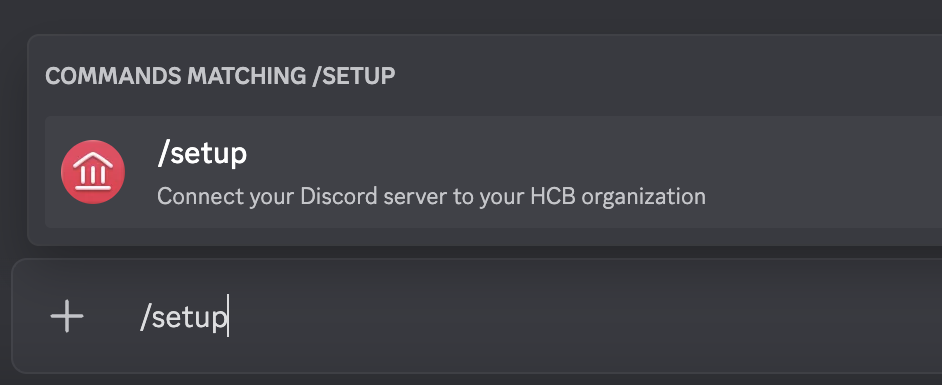 COMMANDS MATCHING /SETUP
/setup
Connect your Discord server to your HCB organization
/setup